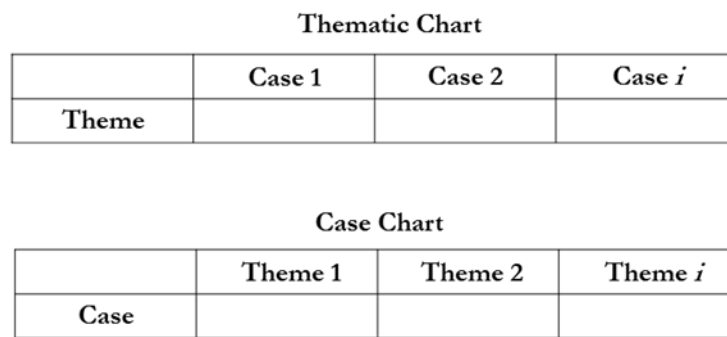 Thematic Chart
Case 1 Case 2 Case i
Theme
Case Chart
Theme 1 Theme 2 Theme i
Case